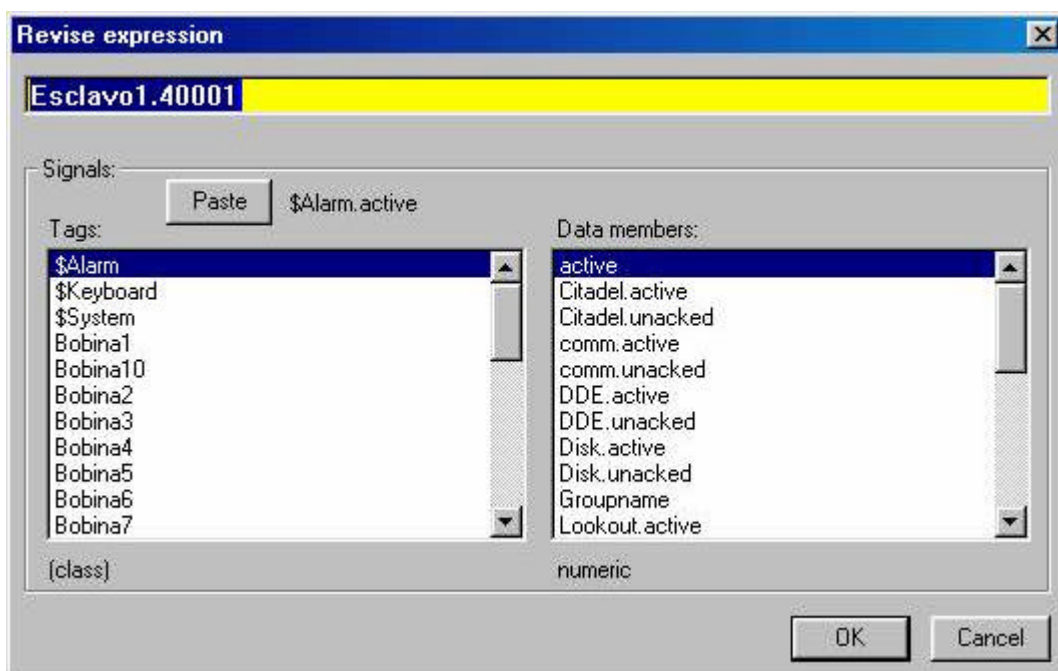 Revise expression
Esclavo1.40001
Signals:
Paste $Alarm.active
Tags:
$Alarm
$Keyboard
$System
Bobina1
Bobina10
Bobina2
Bobina3
Bobina4
Bobina5
Bobina6
Bobina7
(class)
Data members:
active
Citadel.active
Citadel.unacked
comm.active
comm.unacked
DDE.active
DDE.unacked
Disk.active
Disk.unacked
Groupname
Lookout.active
numeric
OK Cancel